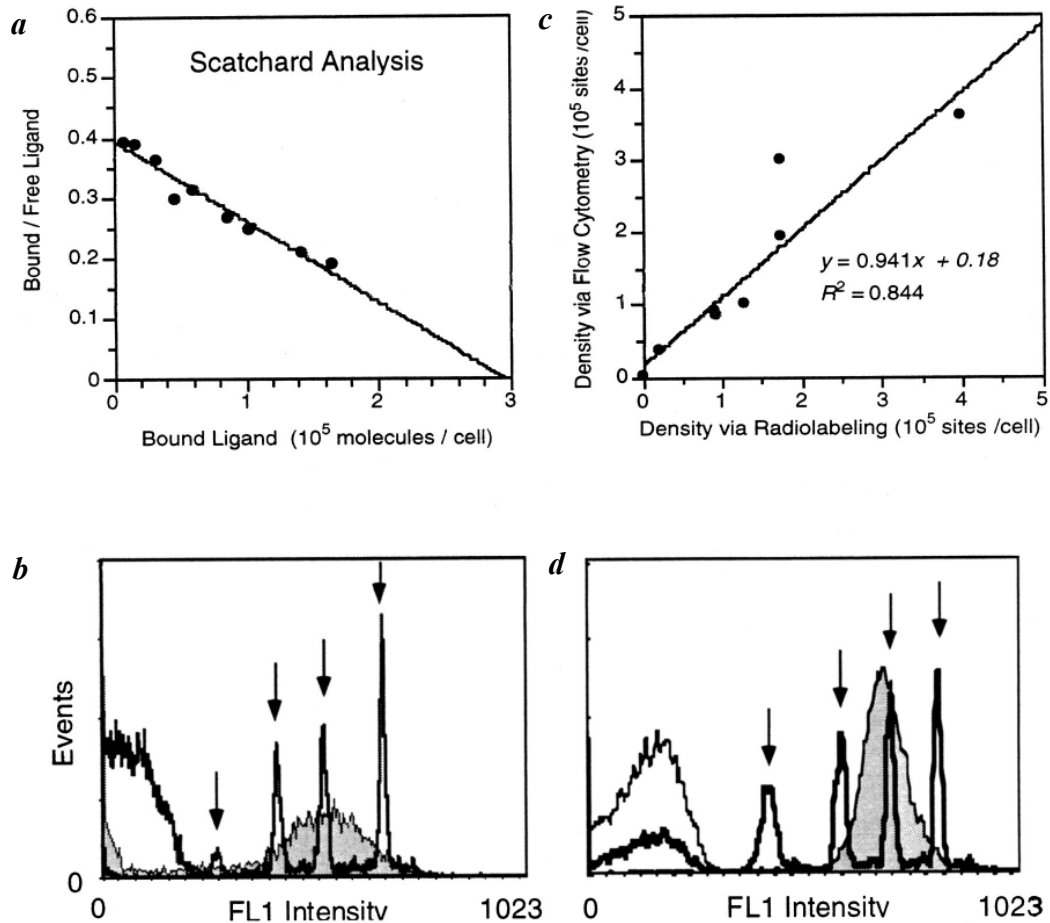 a
0.6
0.5
0.4
0.3
0.2
0.1
0
Bound / Free Ligand
Scatchard Analysis
0 1 2 3
Bound Ligand (10⁵ molecules / cell)
c
5
4
3
2
1
0
Density via Flow Cytometry (10⁵ sites /cell)
y = 0.941x + 0.18
R² = 0.844
0 1 2 3 4 5
Density via Radiolabeling (10⁵ sites /cell)
b
Events
0
0 FL1 Intensity 1023
d
0 FL1 Intensity 1023